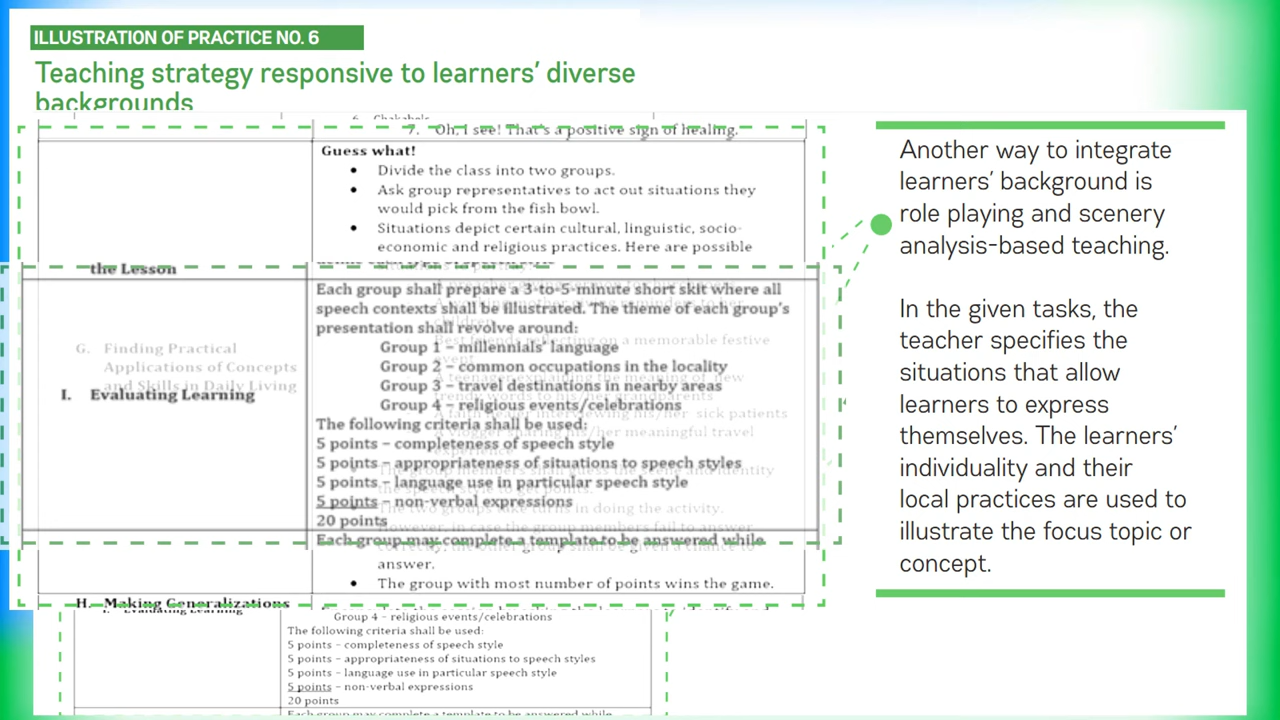 ILLUSTRATION OF PRACTICE NO. 6
Teaching strategy responsive to learners' diverse
backgrounds
7. Oh, I see! That's a positive sign of healing.
Guess what!
• Divide the class into two groups.
• Ask group representatives to act out situations they
would pick from the fish bowl.
• Situations depict certain cultural, linguistic, socio-
economic and religious practices. Here are possible
the Lesson
Each group shall prepare a 3-to-5-minute short skit where all
speech contexts shall be illustrated. The theme of each group's
presentation shall revolve around:
Group 1 – millennials' language
Group 2 – common occupations in the locality
Group 3 – travel destinations in nearby areas
Group 4 – religious events/celebrations
G. Finding Practical
Applications of Concepts
and Skills in Daily Living
I. Evaluating Learning
The following criteria shall be used:
5 points – completeness of speech style
5 points – appropriateness of situations to speech styles
5 points – language use in particular speech style
5 points – non-verbal expressions
20 points
Each group may complete a template to be answered while
answer.
• The group with most number of points wins the game.
H. Making Generalizations
I. Evaluating Learning
Group 4 – religious events/celebrations
The following criteria shall be used:
5 points – completeness of speech style
5 points – appropriateness of situations to speech styles
5 points – language use in particular speech style
5 points – non-verbal expressions
20 points
Each group may complete a template to be answered while
Another way to integrate
learners' background is
role playing and scenery
analysis-based teaching.
In the given tasks, the
teacher specifies the
situations that allow
learners to express
themselves. The learners'
individuality and their
local practices are used to
illustrate the focus topic or
concept.